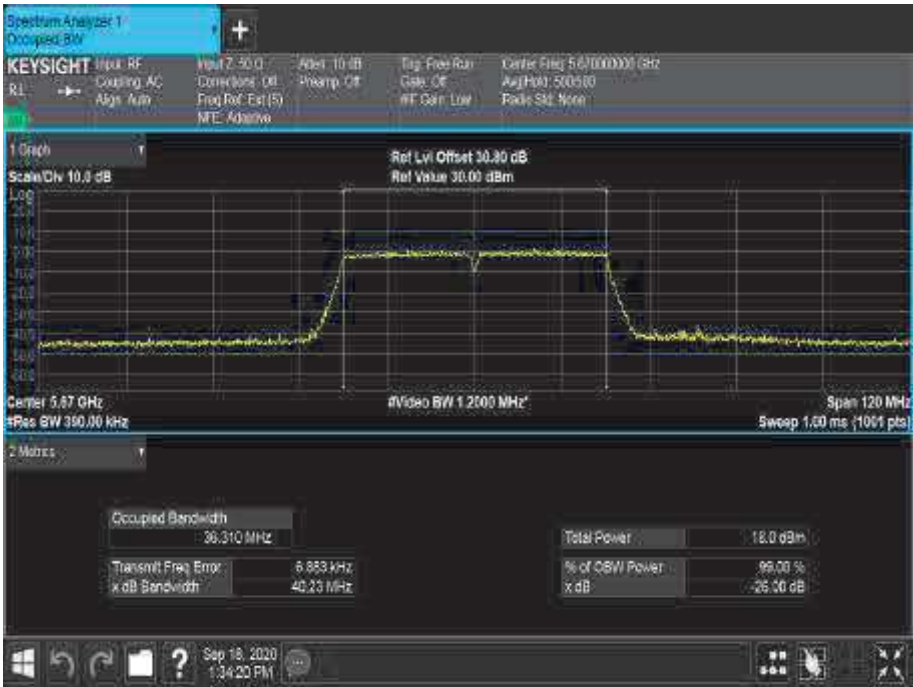 Spectrum Analyzer 1
Occupied BW
+
KEYSIGHT
Input: RF
Input Z: 50 Ω
Atten: 10 dB
Trig: Free Run
Center Freq: 5.670000000 GHz
RL
Coupling: AC
Corrections: Off
Preamp: Off
Gate: Off
Avg|Hold: 500/500
Align: Auto
Freq Ref: Ext (S)
#IF Gain: Low
Radio Std: None
NFE: Adaptive
1 Graph
Scale/Div 10.0 dB
Ref Lvl Offset 30.80 dB
Ref Value 30.00 dBm
Log
Center 5.67 GHz
#Video BW 1.2000 MHz*
Span 120 MHz
#Res BW 390.00 kHz
Sweep 1.00 ms (1001 pts)
2 Metrics
Occupied Bandwidth
36.310 MHz
Total Power
18.0 dBm
Transmit Freq Error
6.863 kHz
% of OBW Power
99.00 %
x dB Bandwidth
40.23 MHz
x dB
-26.00 dB
?
Sep 18, 2020
1:34:20 PM